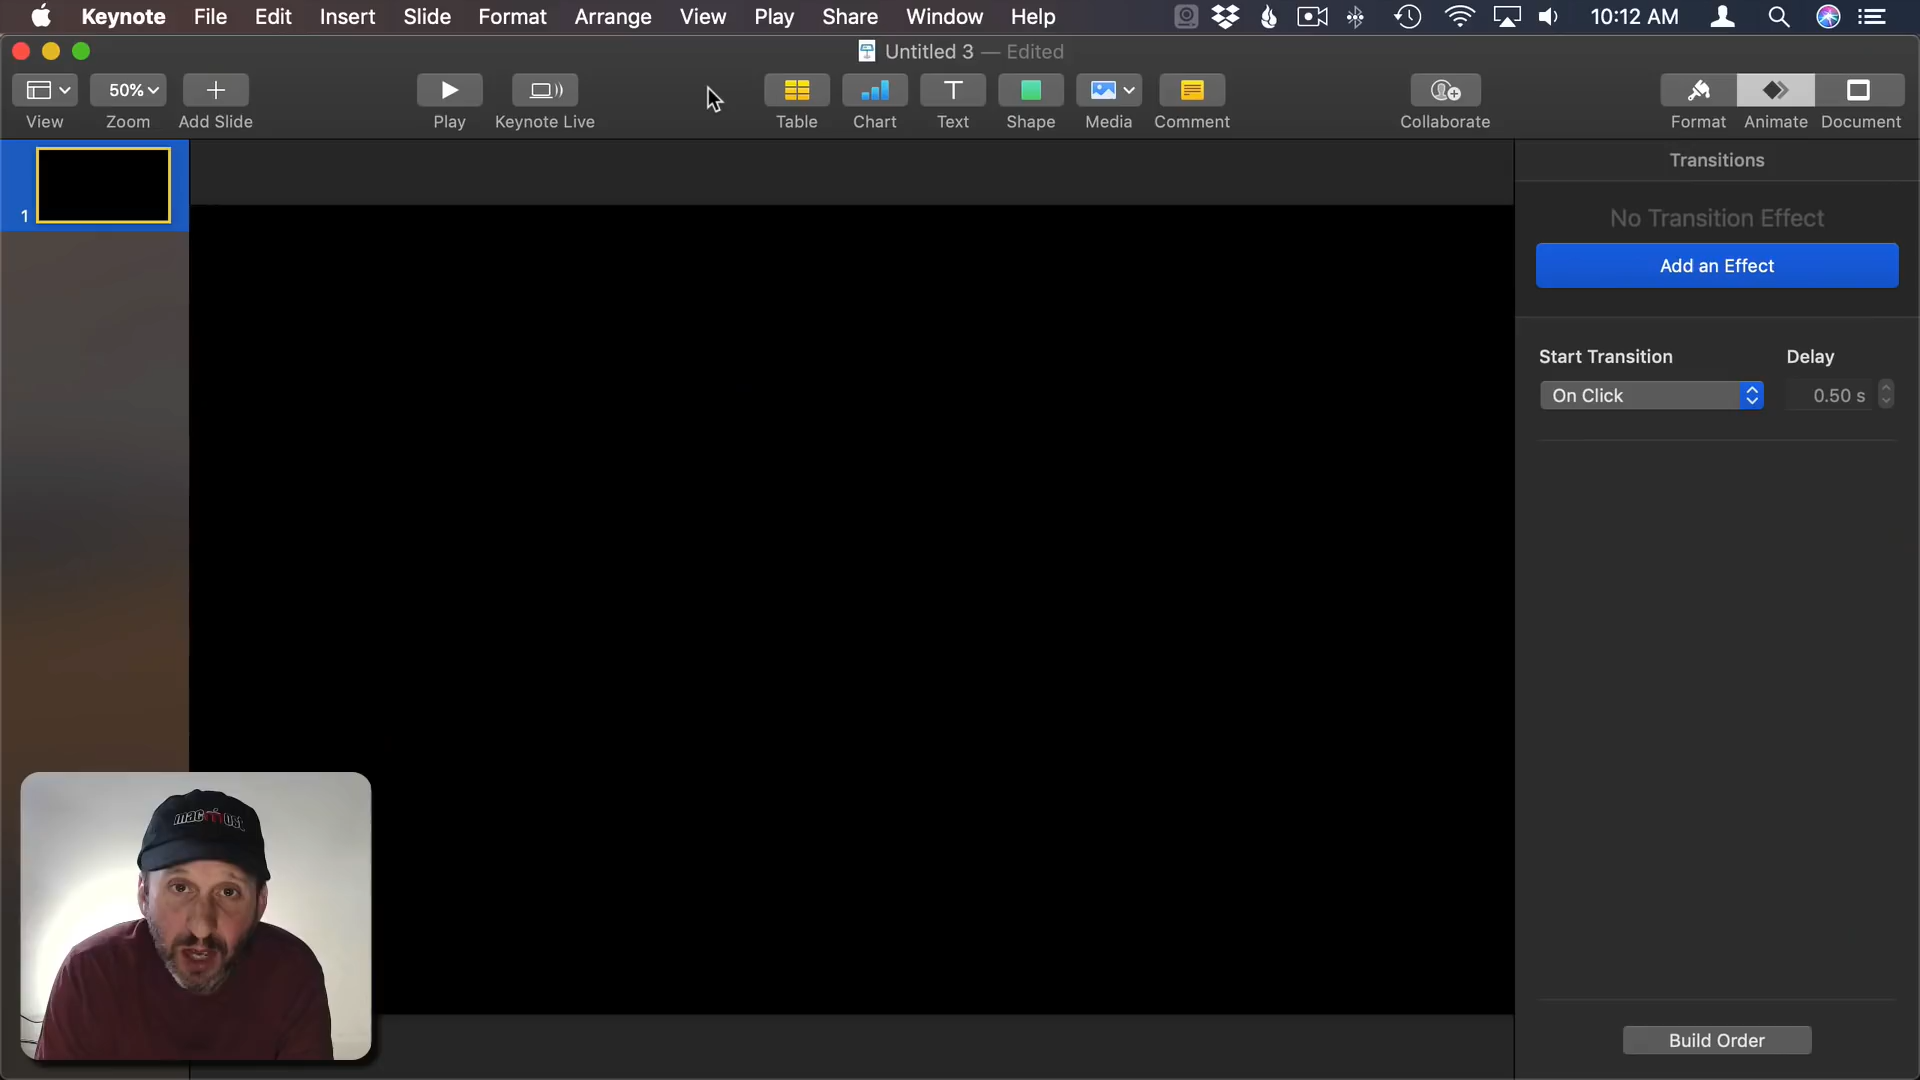 Keynote File Edit Insert Slide Format Arrange View Play Share Window Help 10:12 AM
Untitled 3 — Edited
50%
View Zoom Add Slide Play Keynote Live Table Chart Text Shape Media Comment Collaborate Format Animate Document
1
Transitions
No Transition Effect
Add an Effect
Start Transition Delay
On Click 0.50 s
Build Order
macmost